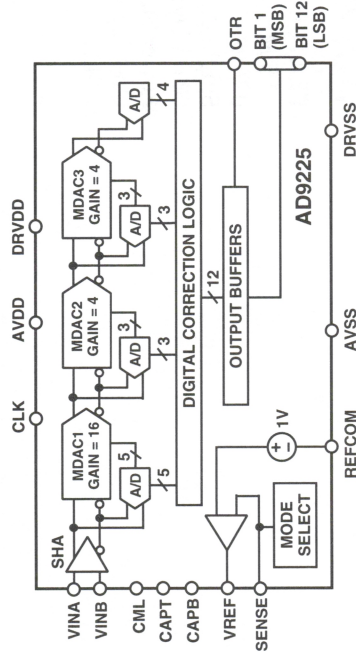 CLK
AVDD
DRVDD
SHA
VINA
VINB
CML
CAPT
CAPB
VREF
SENSE
MDAC1
GAIN = 16
MDAC2
GAIN = 4
MDAC3
GAIN = 4
A/D
A/D
A/D
A/D
5
5
3
3
3
3
4
DIGITAL CORRECTION LOGIC
12
OUTPUT BUFFERS
+
–
1V
MODE
SELECT
AD9225
OTR
BIT 1
(MSB)
BIT 12
(LSB)
REFCOM
AVSS
DRVSS